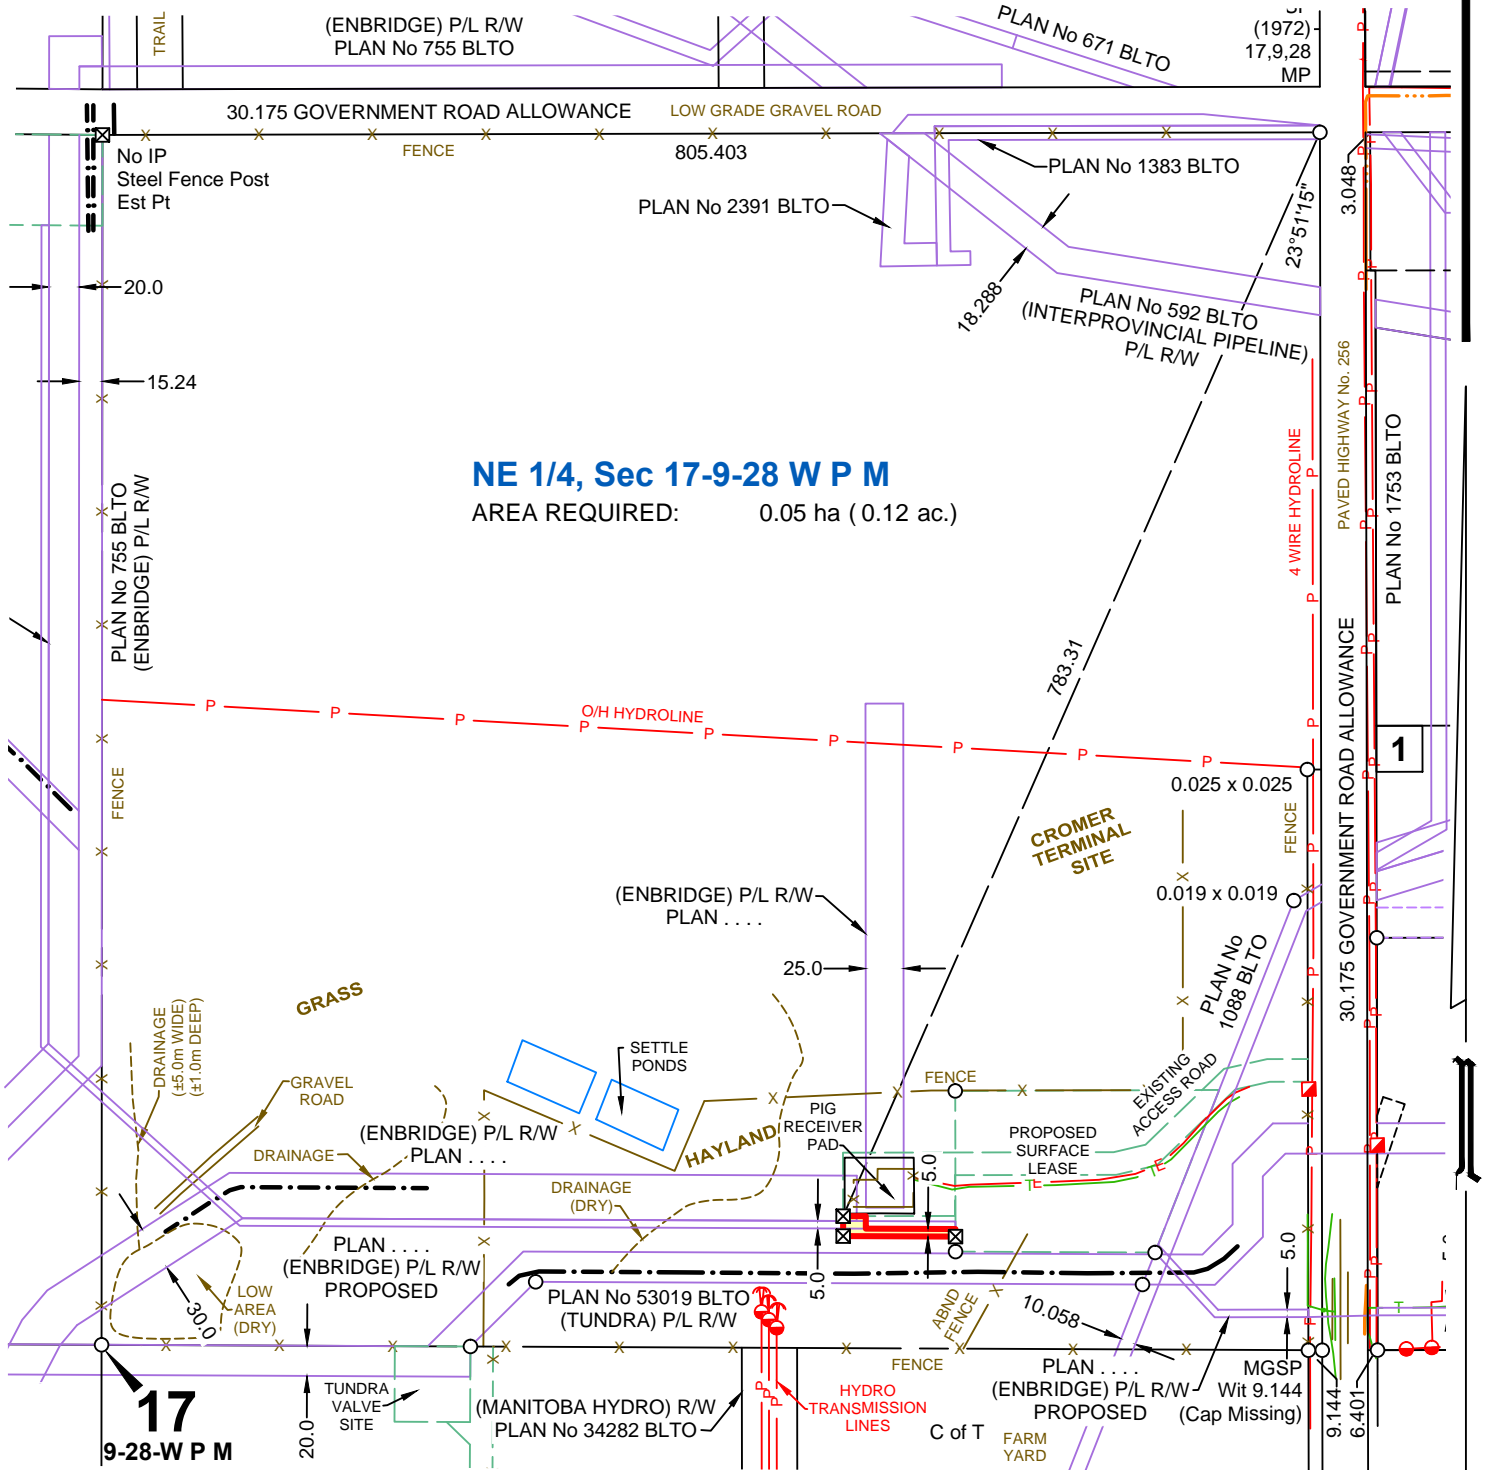 TRAIL
(ENBRIDGE) P/L R/W
PLAN No 755 BLTO
PLAN No 671 BLTO
(1972)
17,9,28
MP
30.175 GOVERNMENT ROAD ALLOWANCE
LOW GRADE GRAVEL ROAD
FENCE
805.403
No IP
Steel Fence Post
Est Pt
PLAN No 1383 BLTO
PLAN No 2391 BLTO
23°51'15"
3.048
20.0
18.288
PLAN No 592 BLTO
(INTERPROVINCIAL PIPELINE)
P/L R/W
15.24
PAVED HIGHWAY No. 256
4 WIRE HYDROLINE
PLAN No 1753 BLTO
NE 1/4, Sec 17-9-28 W P M
AREA REQUIRED: 0.05 ha ( 0.12 ac.)
PLAN No 755 BLTO
(ENBRIDGE) P/L R/W
783.31
30.175 GOVERNMENT ROAD ALLOWANCE
O/H HYDROLINE
1
0.025 x 0.025
FENCE
FENCE
CROMER
TERMINAL
SITE
(ENBRIDGE) P/L R/W
PLAN . . . .
0.019 x 0.019
PLAN No
1088 BLTO
25.0
GRASS
DRAINAGE
(±5.0m WIDE)
(±1.0m DEEP)
SETTLE
PONDS
GRAVEL
ROAD
FENCE
EXISTING
ACCESS ROAD
PIG
RECEIVER
PAD
(ENBRIDGE) P/L R/W
PLAN . . . .
HAYLAND
PROPOSED
SURFACE
LEASE
DRAINAGE
5.0
DRAINAGE
(DRY)
PLAN . . . .
(ENBRIDGE) P/L R/W
PROPOSED
5.0
5.0
LOW
AREA
(DRY)
30.0
PLAN No 53019 BLTO
(TUNDRA) P/L R/W
ABND
FENCE
10.058
FENCE
17
9-28-W P M
20.0
TUNDRA
VALVE
SITE
(MANITOBA HYDRO) R/W
PLAN No 34282 BLTO
HYDRO
TRANSMISSION
LINES
C of T
FARM
YARD
PLAN . . . .
(ENBRIDGE) P/L R/W
PROPOSED
MGSP
Wit 9.144
(Cap Missing)
9.144
6.401